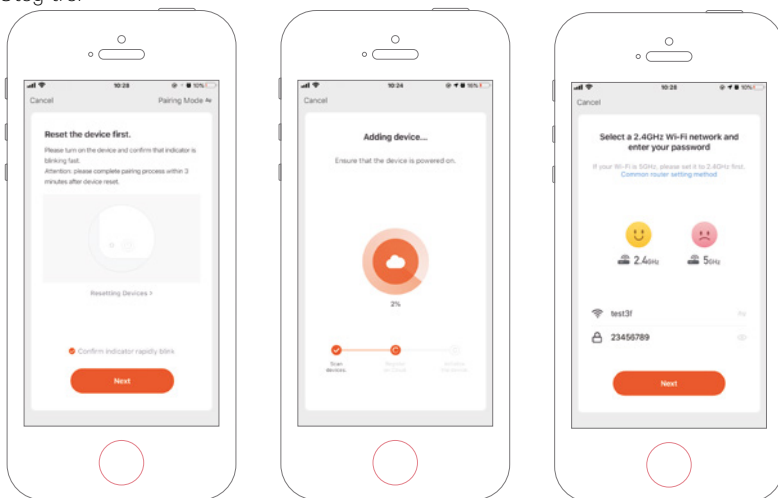 10:28
10%
Cancel
Pairing Mode
Reset the device first.
Please turn on the device and confirm that indicator is
blinking fast.
Attention: please complete pairing process within 3
minutes after device reset.
Resetting Devices >
Confirm indicator rapidly blink
Next
10:24
Cancel
Adding device...
Ensure that the device is powered on.
2%
Scan
devices.
10:28
10%
Cancel
Select a 2.4GHz Wi-Fi network and
enter your password
If your Wi-Fi is 5GHz, please set it to 2.4GHz first.
Common router setting method
2.4GHz
5GHz
test3f
23456789
Next